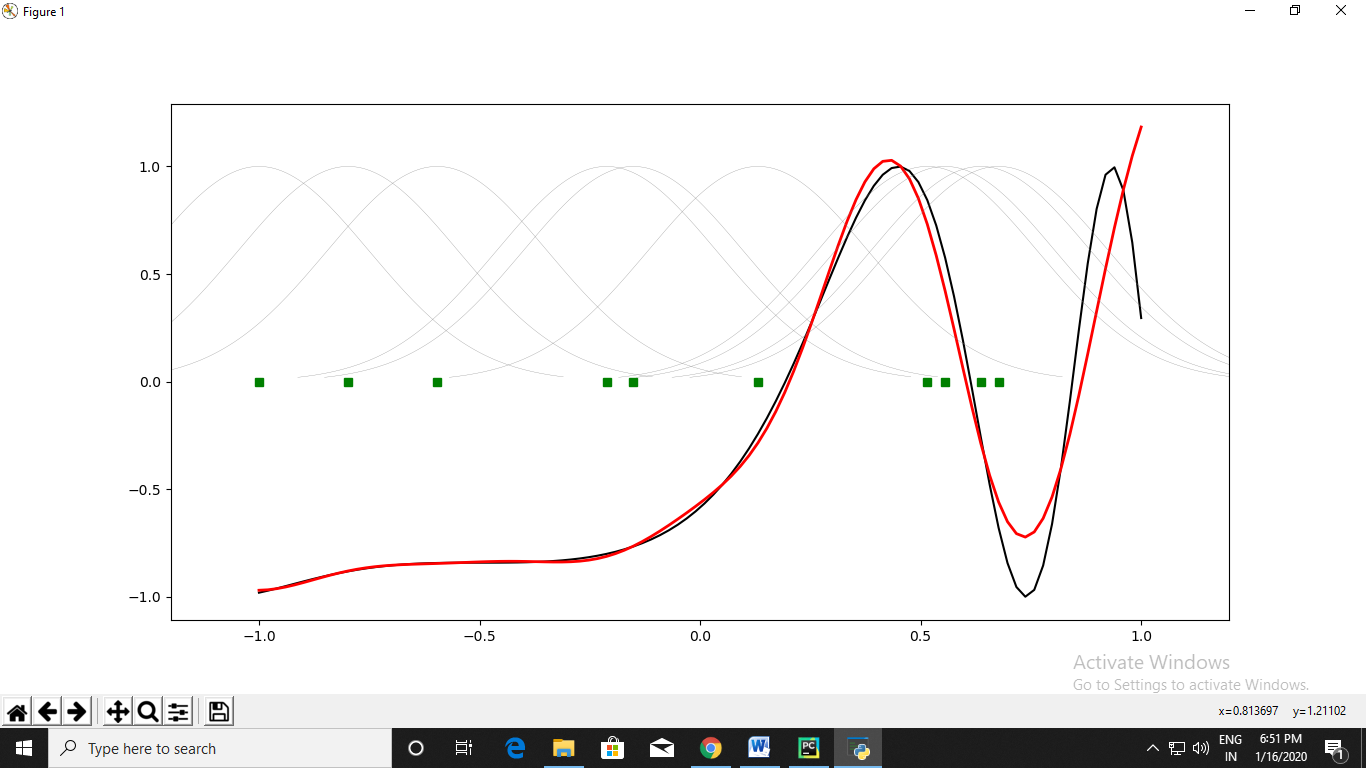 Figure 1
1.0
0.5
0.0
−0.5
−1.0
−1.0 −0.5 0.0 0.5 1.0
Activate Windows
Go to Settings to activate Windows.
x=0.813697 y=1.21102
Type here to search
W
PC
ENG
IN
6:51 PM
1/16/2020
1